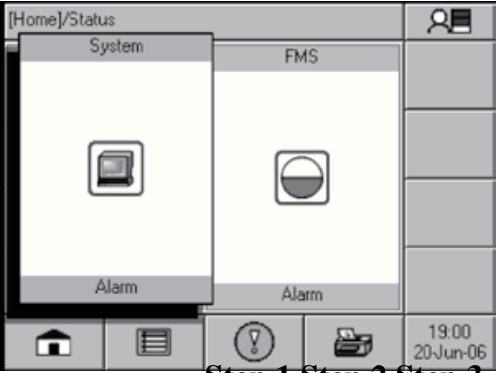 [Home]/Status
System
FMS
Alarm
Alarm
19:00
20-Jun-06
Step 1 Step 2 Step 3